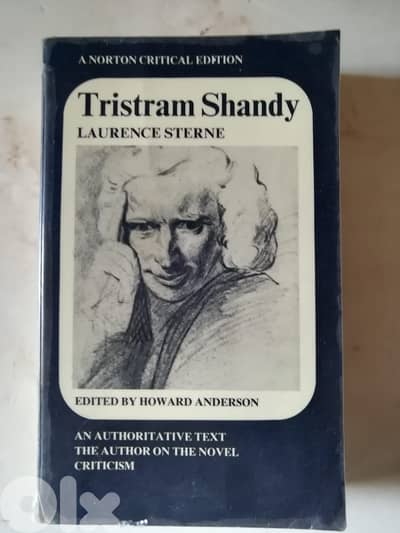 A NORTON CRITICAL EDITION
Tristram Shandy
LAURENCE STERNE
EDITED BY HOWARD ANDERSON
AN AUTHORITATIVE TEXT
THE AUTHOR ON THE NOVEL
CRITICISM
olx